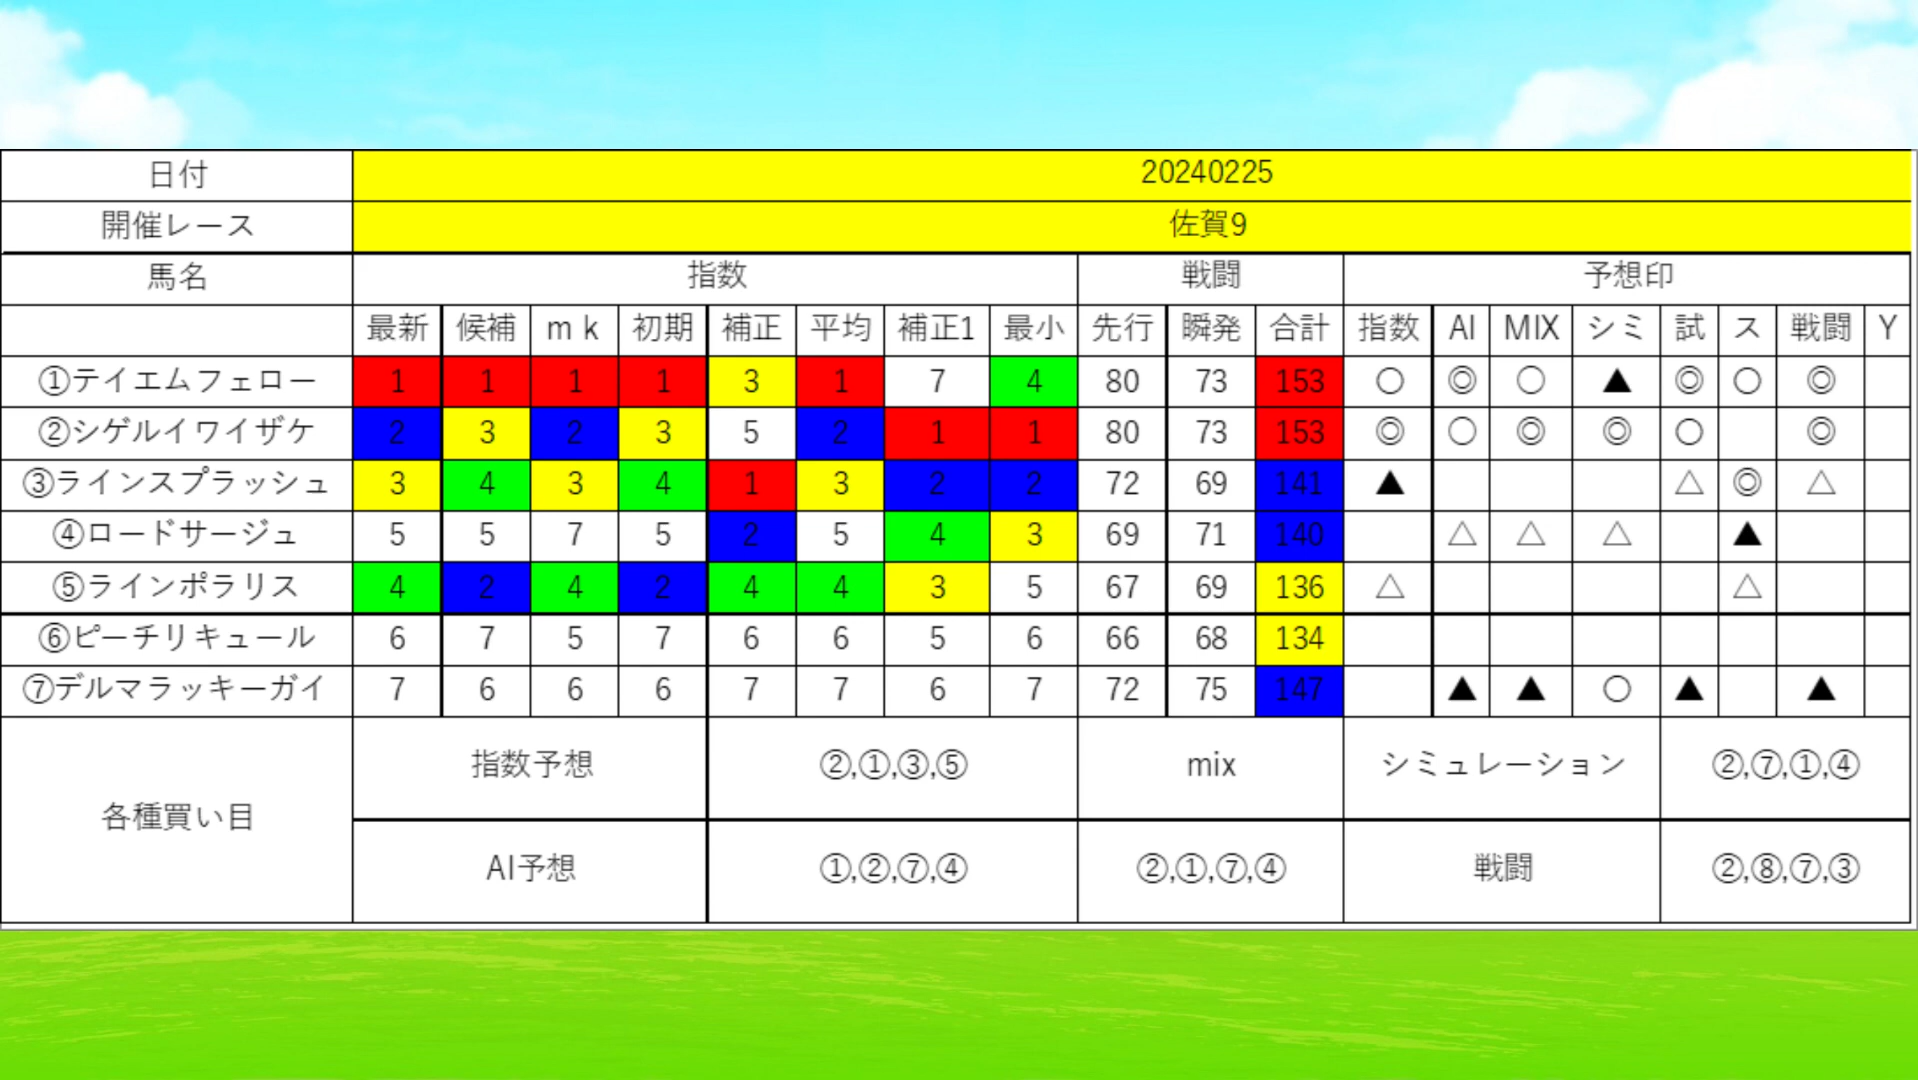 日付 20240225
開催レース 佐賀9
馬名 指数 戦闘 予想印
最新 候補 ｍｋ 初期 補正 平均 補正1 最小 先行 瞬発 合計 指数 AI MIX シミ 試 ス 戦闘 Y
①テイエムフェロー 1 1 1 1 3 1 7 4 80 73 153 ○ ◎ ○ ▲ ◎ ○ ◎
②シゲルイワイザケ 2 3 2 3 5 2 1 1 80 73 153 ◎ ○ ◎ ◎ ○ ◎
③ラインスプラッシュ 3 4 3 4 1 3 2 2 72 69 141 ▲ △ ◎ △
④ロードサージュ 5 5 7 5 2 5 4 3 69 71 140 △ △ △ ▲
⑤ラインポラリス 4 2 4 2 4 4 3 5 67 69 136 △ △
⑥ピーチリキュール 6 7 5 7 6 6 5 6 66 68 134
⑦デルマラッキーガイ 7 6 6 6 7 7 6 7 72 75 147 ▲ ▲ ○ ▲ ▲
各種買い目
指数予想 ②,①,③,⑤ mix シミュレーション ②,⑦,①,④
AI予想 ①,②,⑦,④ ②,①,⑦,④ 戦闘 ②,⑧,⑦,③